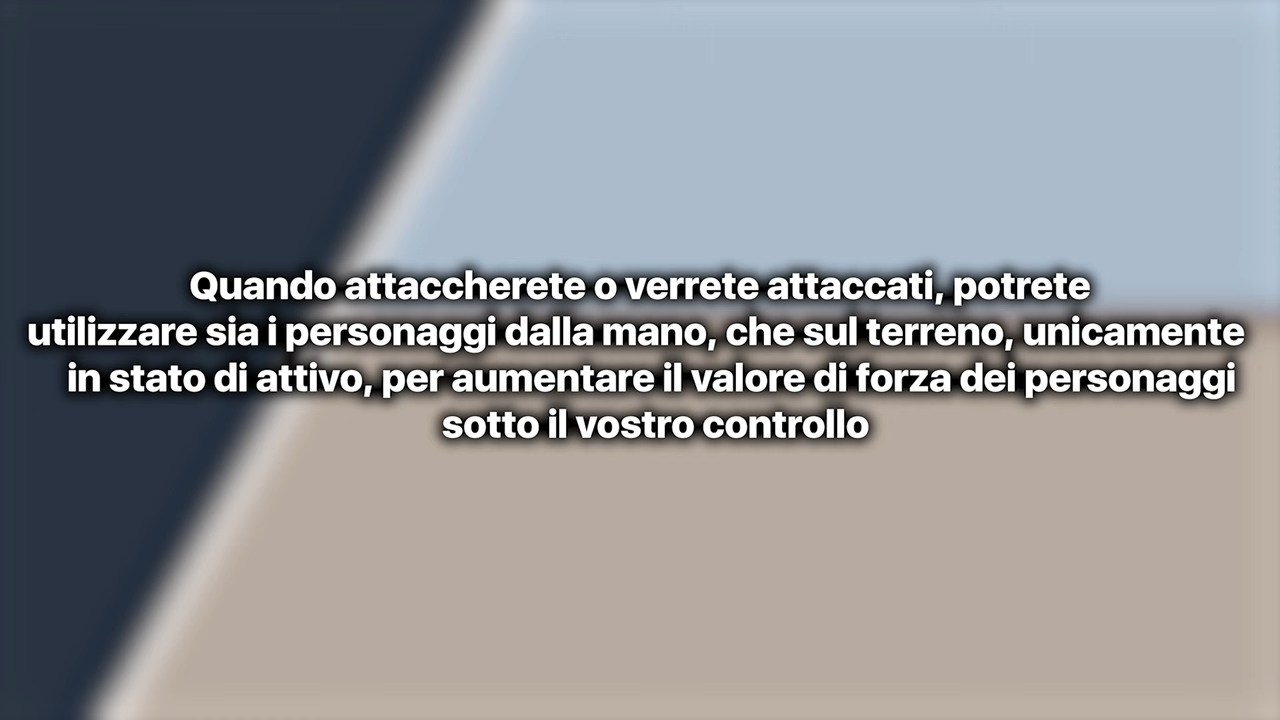 Quando attaccherete o verrete attaccati, potrete
utilizzare sia i personaggi dalla mano, che sul terreno, unicamente
in stato di attivo, per aumentare il valore di forza dei personaggi
sotto il vostro controllo